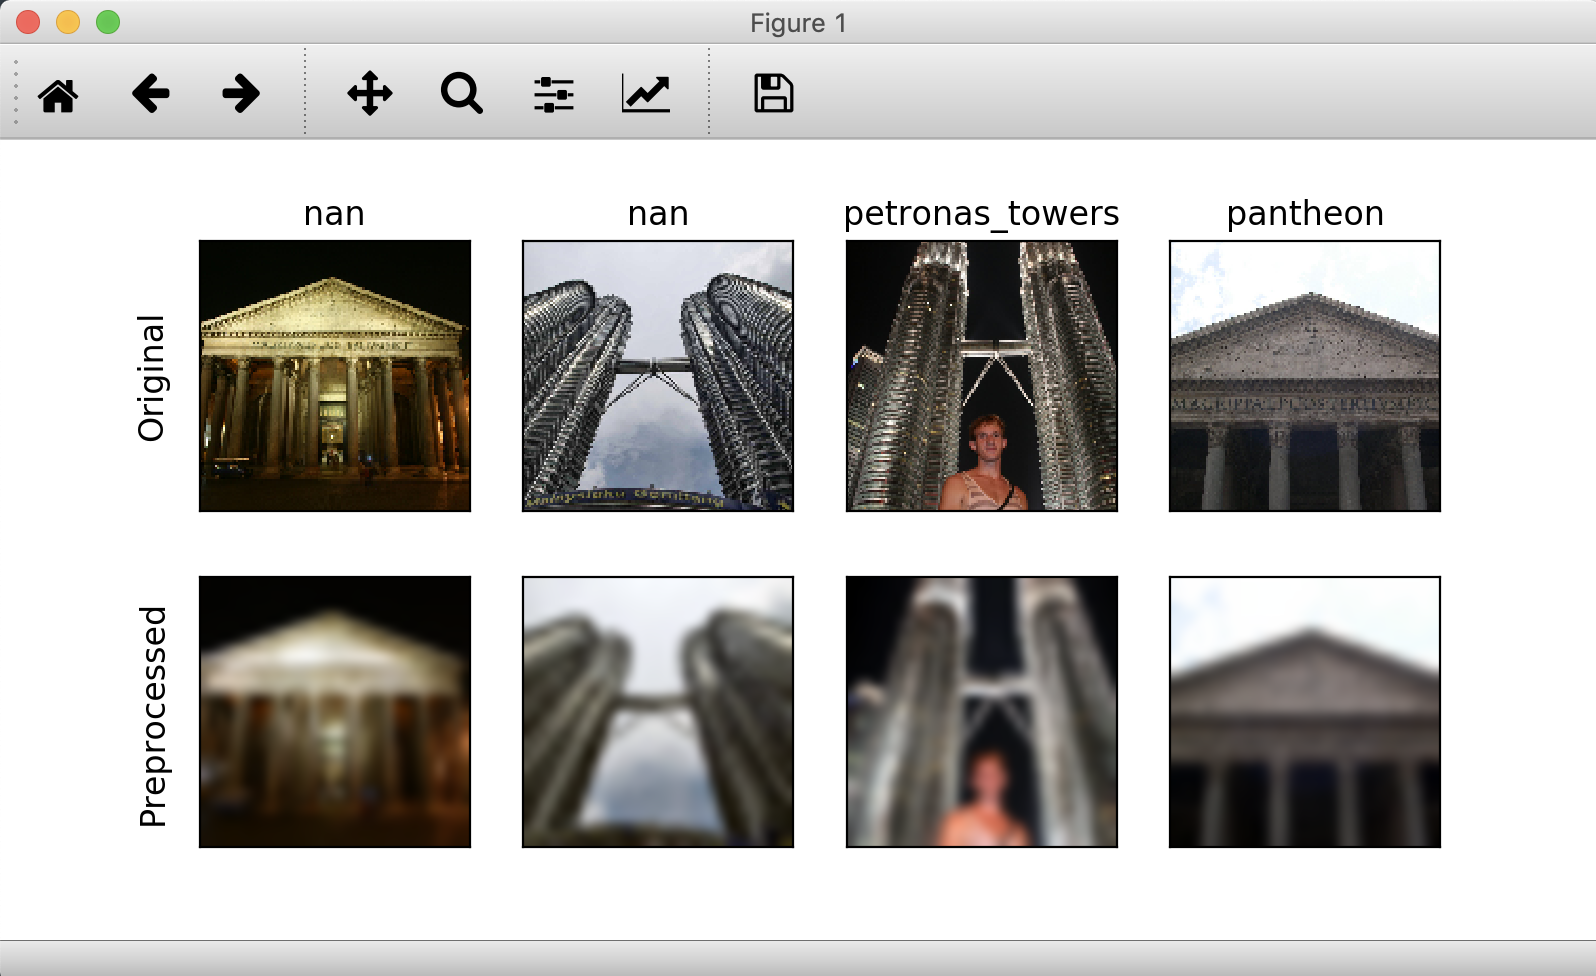 Figure 1
nan
nan
petronas_towers
pantheon
Original
Preprocessed